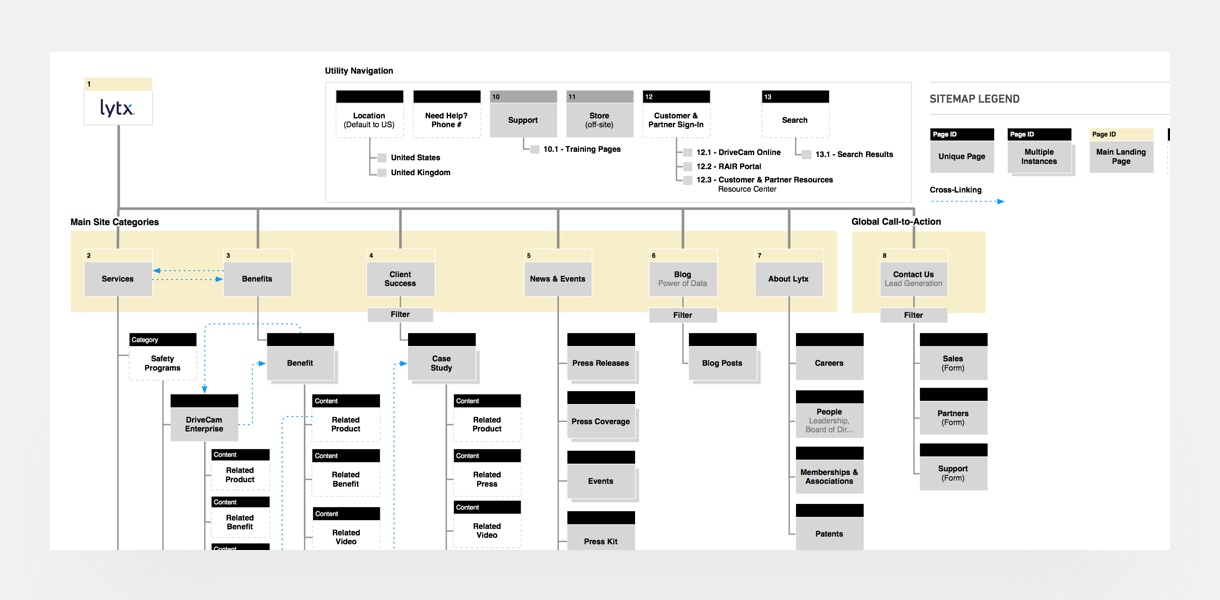 Utility Navigation
1
lytx
Location
(Default to US)
United States
United Kingdom
Need Help?
Phone #
10
Support
10.1 - Training Pages
11
Store
(off-site)
12
Customer &
Partner Sign-In
12.1 - DriveCam Online
12.2 - RAIR Portal
12.3 - Customer & Partner Resources
Resource Center
13
Search
13.1 - Search Results
SITEMAP LEGEND
Page ID
Unique Page
Page ID
Multiple
Instances
Page ID
Main Landing
Page
Cross-Linking
Main Site Categories
Global Call-to-Action
2
Services
3
Benefits
4
Client
Success
Filter
5
News & Events
6
Blog
Power of Data
Filter
7
About Lytx
8
Contact Us
Lead Generation
Filter
Category
Safety
Programs
DriveCam
Enterprise
Content
Related
Product
Content
Related
Benefit
Content
Benefit
Content
Related
Product
Content
Related
Benefit
Content
Related
Video
Case
Study
Content
Related
Product
Content
Related
Press
Content
Related
Video
Press Releases
Press Coverage
Events
Press Kit
Blog Posts
Careers
People
Leadership,
Board of Dir...
Memberships &
Associations
Patents
Sales
(Form)
Partners
(Form)
Support
(Form)